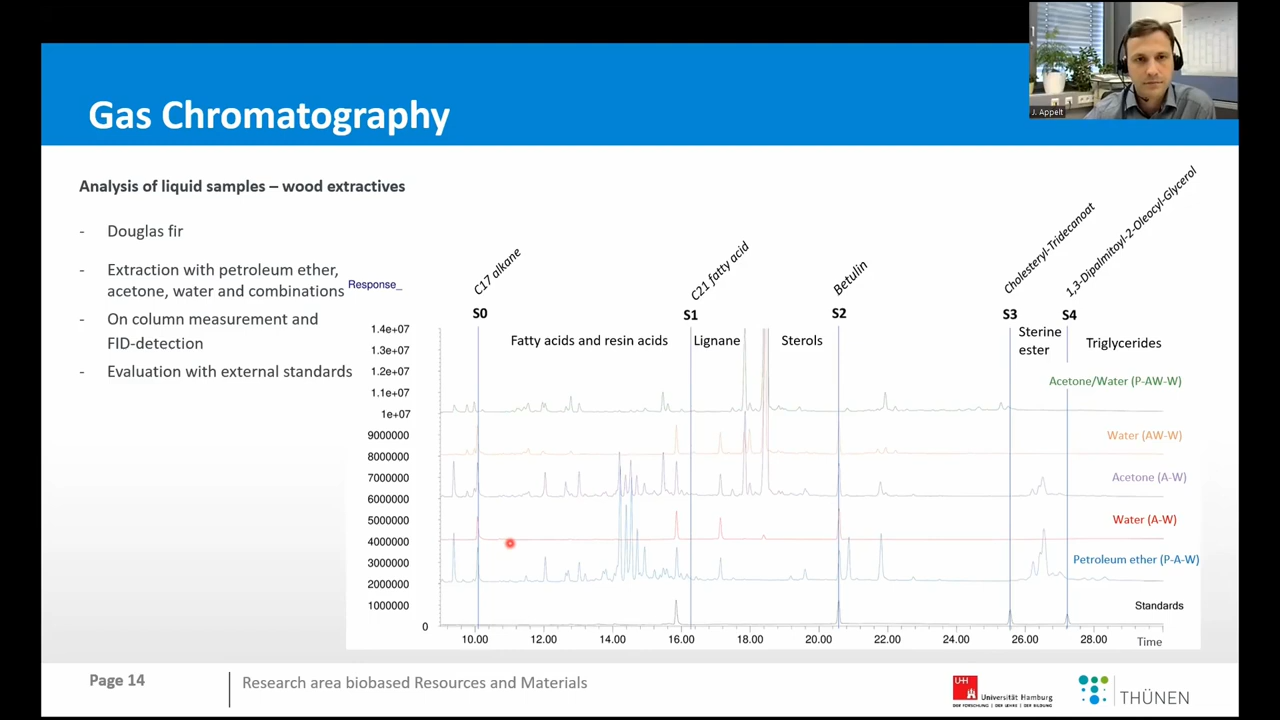 J. Appelt
Gas Chromatography
Analysis of liquid samples – wood extractives
- Douglas fir
- Extraction with petroleum ether,
acetone, water and combinations
- On column measurement and
FID-detection
- Evaluation with external standards
Response_
C17 alkane
C21 fatty acid
Betulin
Cholesteryl-Tridecanoat
1,3-Dipalmitoyl-2-Oleocyl-Glycerol
S0
S1
S2
S3
S4
Fatty acids and resin acids
Lignane
Sterols
Sterine
ester
Triglycerides
1.4e+07
1.3e+07
1.2e+07
1.1e+07
1e+07
9000000
8000000
7000000
6000000
5000000
4000000
3000000
2000000
1000000
0
Acetone/Water (P-AW-W)
Water (AW-W)
Acetone (A-W)
Water (A-W)
Petroleum ether (P-A-W)
Standards
10.00
12.00
14.00
16.00
18.00
20.00
22.00
24.00
26.00
28.00
Time
Page 14
Research area biobased Resources and Materials
UH
Universität Hamburg
DER FORSCHUNG | DER LEHRE | DER BILDUNG
THÜNEN